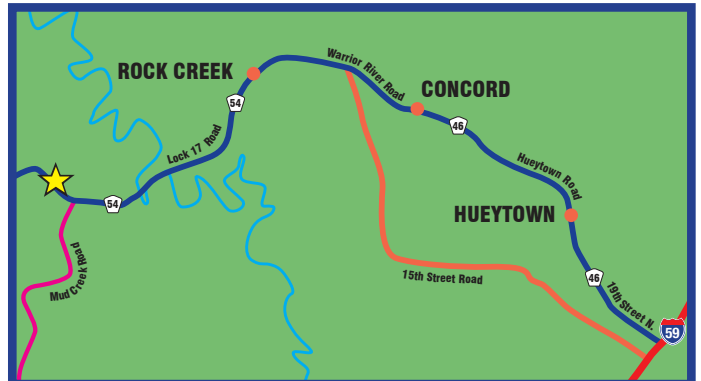 Warrior River Road
ROCK CREEK
CONCORD
54
46
Lock 17 Road
Hueytown Road
54
HUEYTOWN
Mud Creek Road
15th Street Road
46
19th Street N.
59